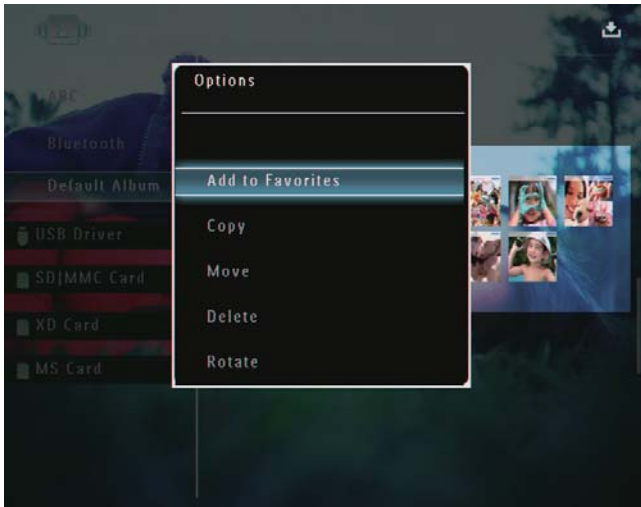 Options
Add to Favorites
Copy
Move
Delete
Rotate
ABC
Bluetooth
Default Album
USB Driver
SD|MMC Card
XD Card
MS Card